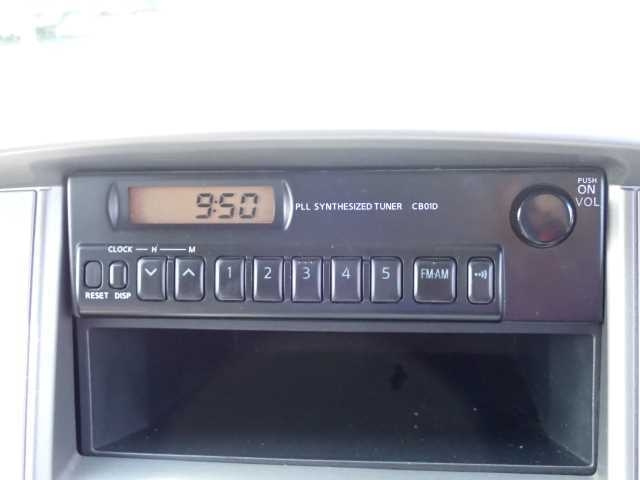 9:50
PLL SYNTHESIZED TUNER CB01D
PUSH
ON
VOL
CLOCK H M
1 2 3 4 5 FM·AM
RESET DISP